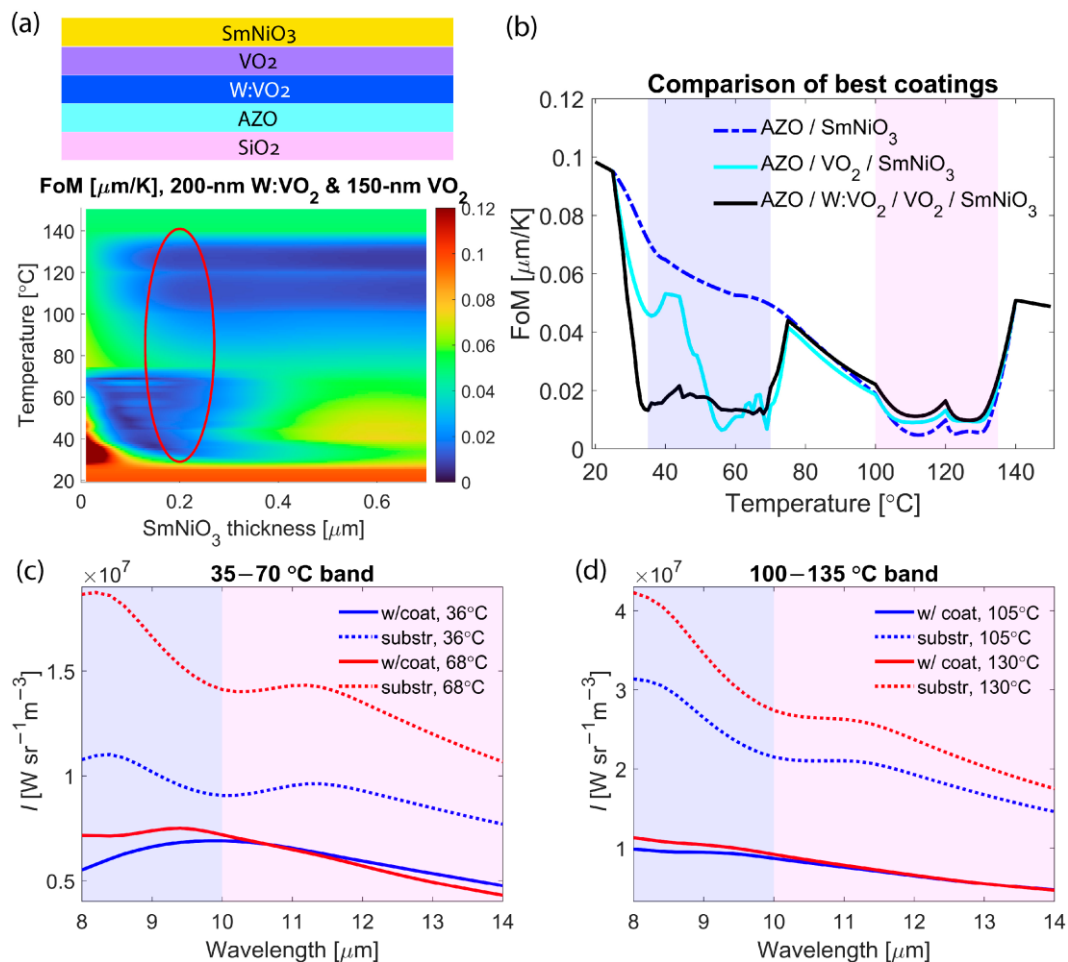 (a)
SmNiO3
VO2
W:VO2
AZO
SiO2
FoM [μm/K], 200-nm W:VO₂ & 150-nm VO₂
Temperature [°C]
140
120
100
80
60
40
20
0
0.2
0.4
0.6
SmNiO₃ thickness [μm]
0.12
0.1
0.08
0.06
0.04
0.02
0
(b)
Comparison of best coatings
FoM [μm/K]
0.12
0.1
0.08
0.06
0.04
0.02
0
AZO / SmNiO₃
AZO / VO₂ / SmNiO₃
AZO / W:VO₂ / VO₂ / SmNiO₃
20
40
60
80
100
120
140
Temperature [°C]
(c)
×10⁷
35−70 °C band
I [W sr⁻¹m⁻³]
1.5
1
0.5
w/coat, 36°C
substr, 36°C
w/coat, 68°C
substr, 68°C
8
9
10
11
12
13
14
Wavelength [μm]
(d)
×10⁷
100−135 °C band
I [W sr⁻¹m⁻³]
4
3
2
1
w/ coat, 105°C
substr, 105°C
w/ coat, 130°C
substr, 130°C
8
9
10
11
12
13
14
Wavelength [μm]